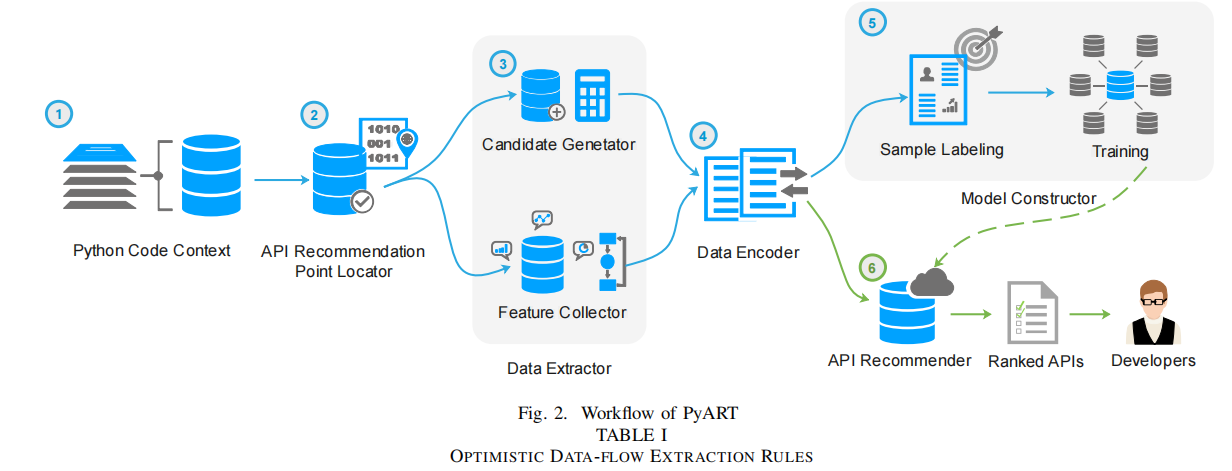 1
Python Code Context
2
1010
001
1011
API Recommendation
Point Locator
3
Candidate Genetator
Feature Collector
Data Extractor
4
Data Encoder
5
Sample Labeling
Training
Model Constructor
6
API Recommender
Ranked APIs
Developers
Fig. 2. Workflow of PyART
TABLE I
OPTIMISTIC DATA-FLOW EXTRACTION RULES